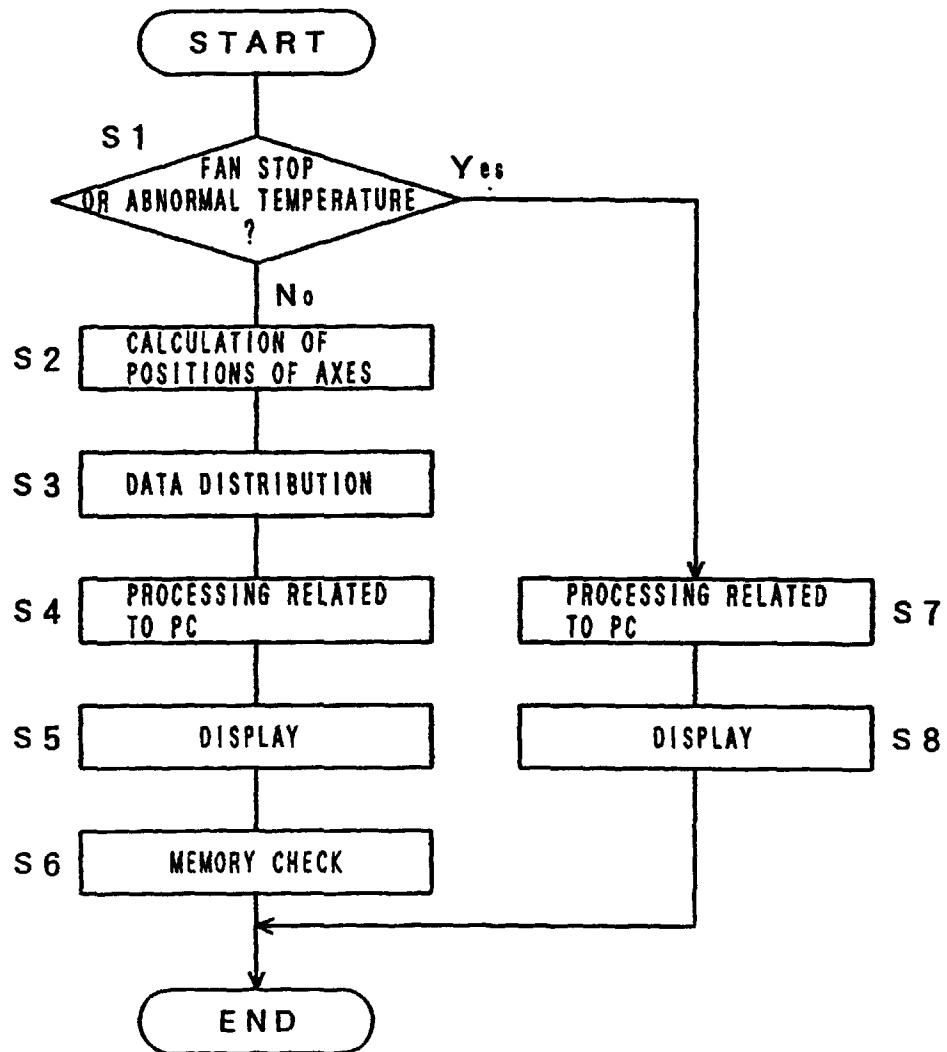 START
S1
FAN STOP
OR ABNORMAL TEMPERATURE
?
Yes
No
S2
CALCULATION OF
POSITIONS OF AXES
S3
DATA DISTRIBUTION
S4
PROCESSING RELATED
TO PC
PROCESSING RELATED
TO PC
S7
S5
DISPLAY
DISPLAY
S8
S6
MEMORY CHECK
END